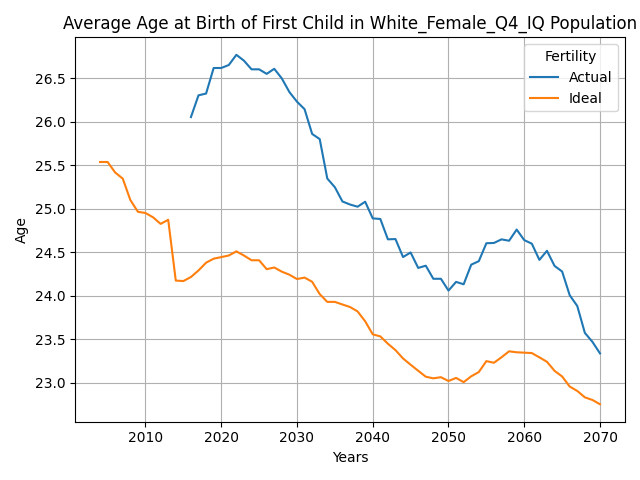 Average Age at Birth of First Child in White_Female_Q4_IQ Population
Fertility
Actual
Ideal
26.5
26.0
25.5
25.0
24.5
24.0
23.5
23.0
Age
2010 2020 2030 2040 2050 2060 2070
Years